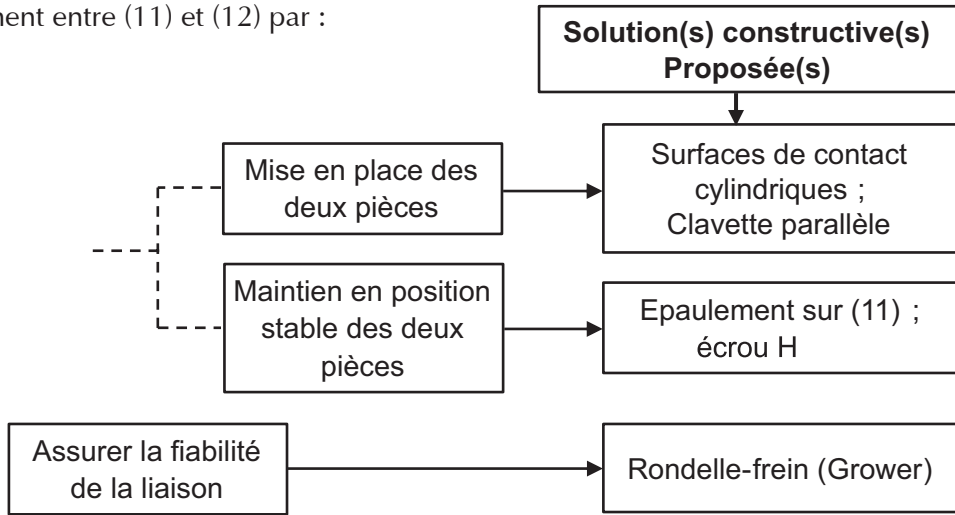 ent entre (11) et (12) par :
Solution(s) constructive(s)
Proposée(s)
Mise en place des
deux pièces
Surfaces de contact
cylindriques ;
Clavette parallèle
Maintien en position
stable des deux
pièces
Epaulement sur (11) ;
écrou H
Assurer la fiabilité
de la liaison
Rondelle-frein (Grower)